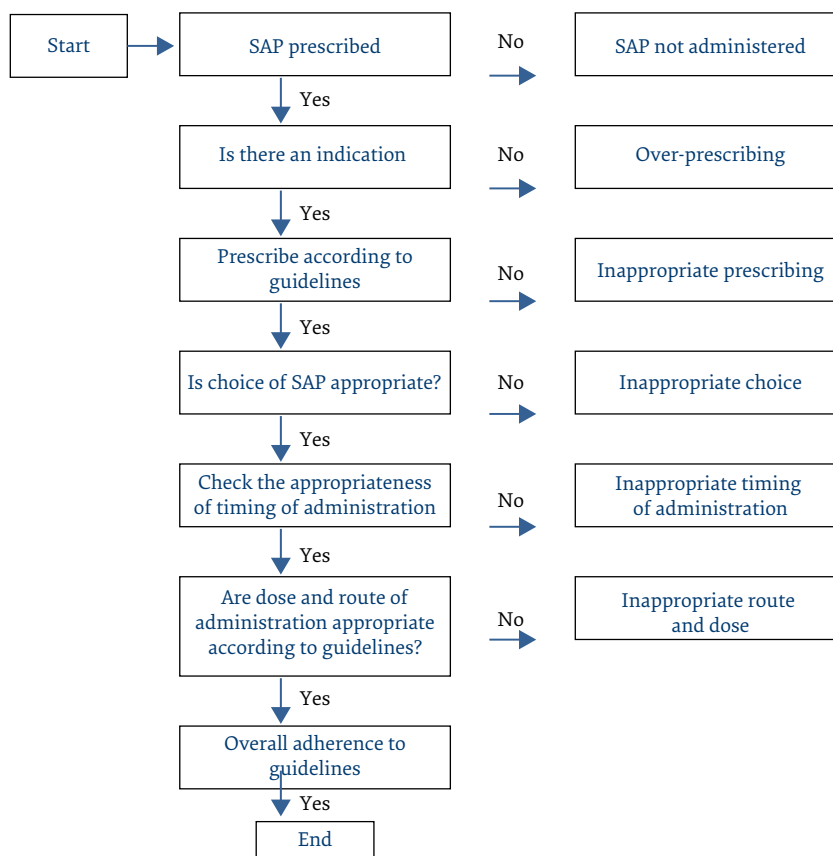 Start
SAP prescribed
No
SAP not administered
Yes
Is there an indication
No
Over-prescribing
Yes
Prescribe according to
guidelines
No
Inappropriate prescribing
Yes
Is choice of SAP appropriate?
No
Inappropriate choice
Yes
Check the appropriateness
of timing of administration
No
Inappropriate timing
of administration
Yes
Are dose and route of
administration appropriate
according to guidelines?
No
Inappropriate route
and dose
Yes
Overall adherence to
guidelines
Yes
End